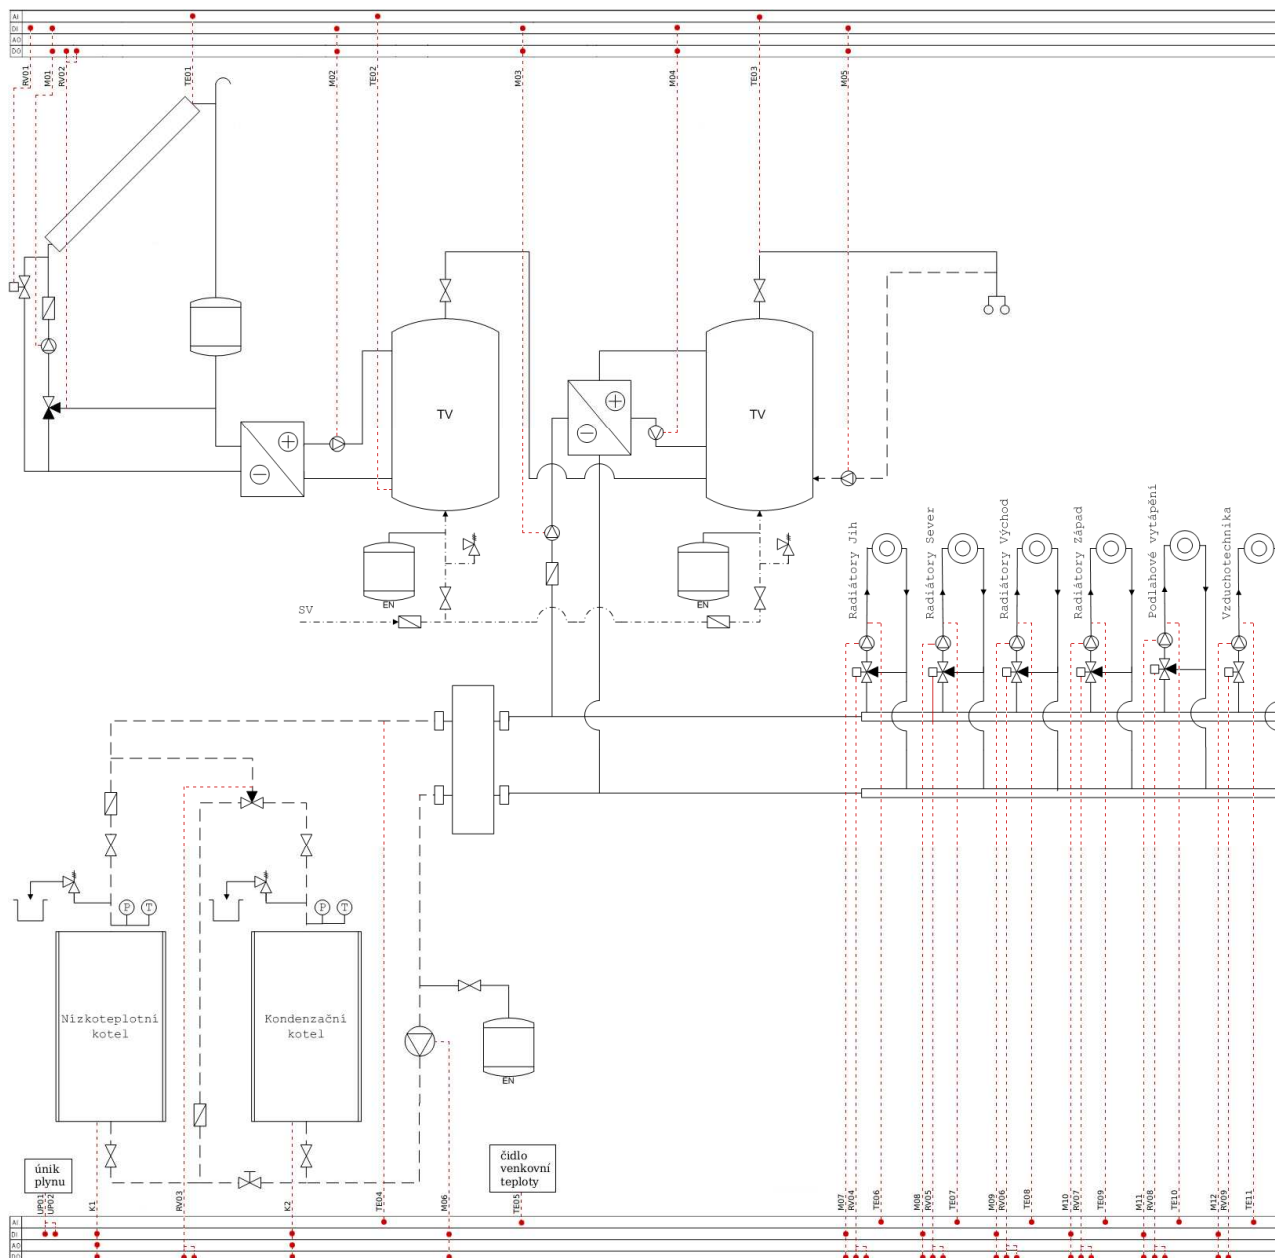 AI
DI
AO
DO
RV01
M01
RV02
TE01
M02
TE02
M03
M04
TE03
M05
TV
TV
EN
EN
SV
Radiátory Jih
Radiátory Sever
Radiátory Východ
Radiátory Západ
Podlahové vytápění
Vzduchotechnika
P
T
P
T
Nízkoteplotní
kotel
Kondenzační
kotel
EN
únik
plynu
čidlo
venkovní
teploty
UP01
UP02
K1
RV03
K2
TE04
M06
TE05
M07
RV04
TE06
M08
RV05
TE07
M09
RV06
TE08
M10
RV07
TE09
M11
RV08
TE10
M12
RV09
TE11
AI
DI
AO
DO